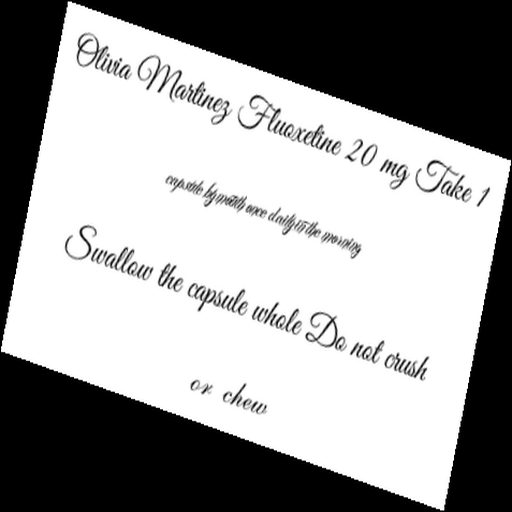 Olivia Martinez Fluoxetine 20 mg Take 1
capsule by mouth once daily in the morning
Swallow the capsule whole Do not crush
or chew